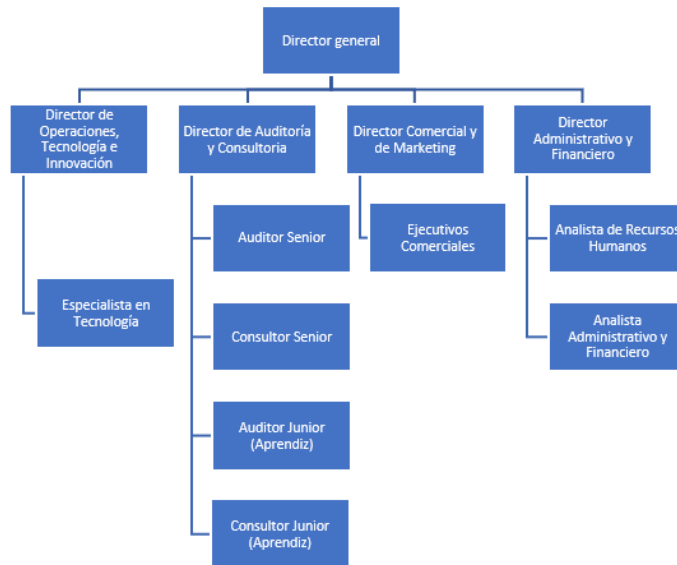 Director general
Director de
Operaciones,
Tecnología e
Innovación
Director de Auditoría
y Consultoria
Director Comercial y
de Marketing
Director
Administrativo y
Financiero
Auditor Senior
Ejecutivos
Comerciales
Analista de Recursos
Humanos
Especialista en
Tecnología
Consultor Senior
Analista
Administrativo y
Financiero
Auditor Junior
(Aprendiz)
Consultor Junior
(Aprendiz)